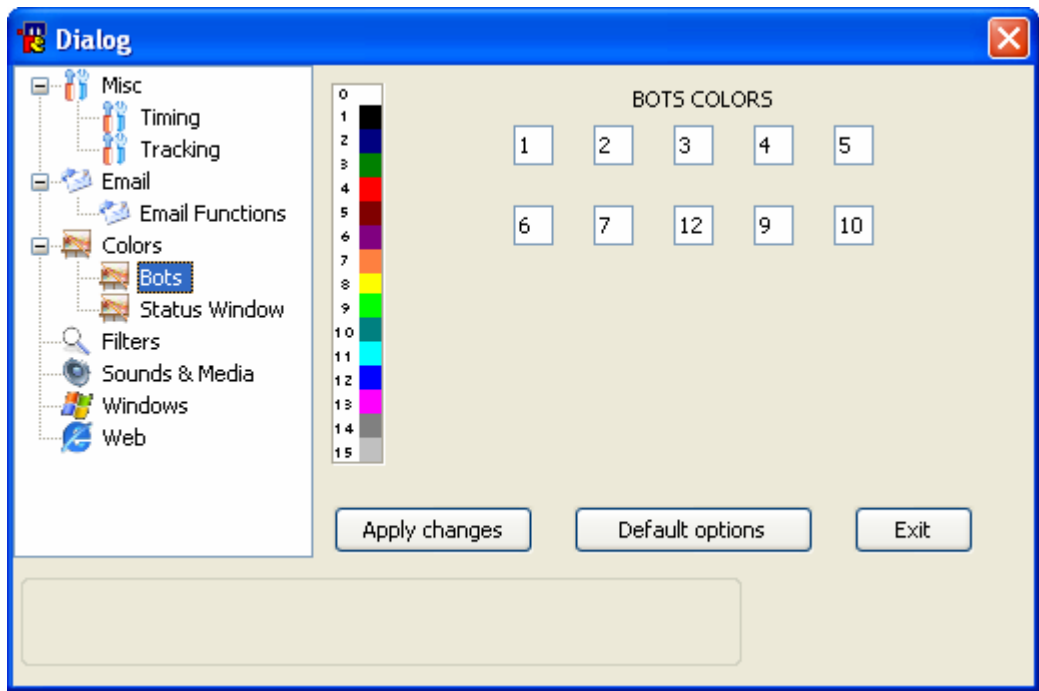 Dialog
Misc
Timing
Tracking
Email
Email Functions
Colors
Bots
Status Window
Filters
Sounds & Media
Windows
Web
0
1
2
3
4
5
6
7
8
9
10
11
12
13
14
15
BOTS COLORS
1 2 3 4 5
6 7 12 9 10
Apply changes Default options Exit